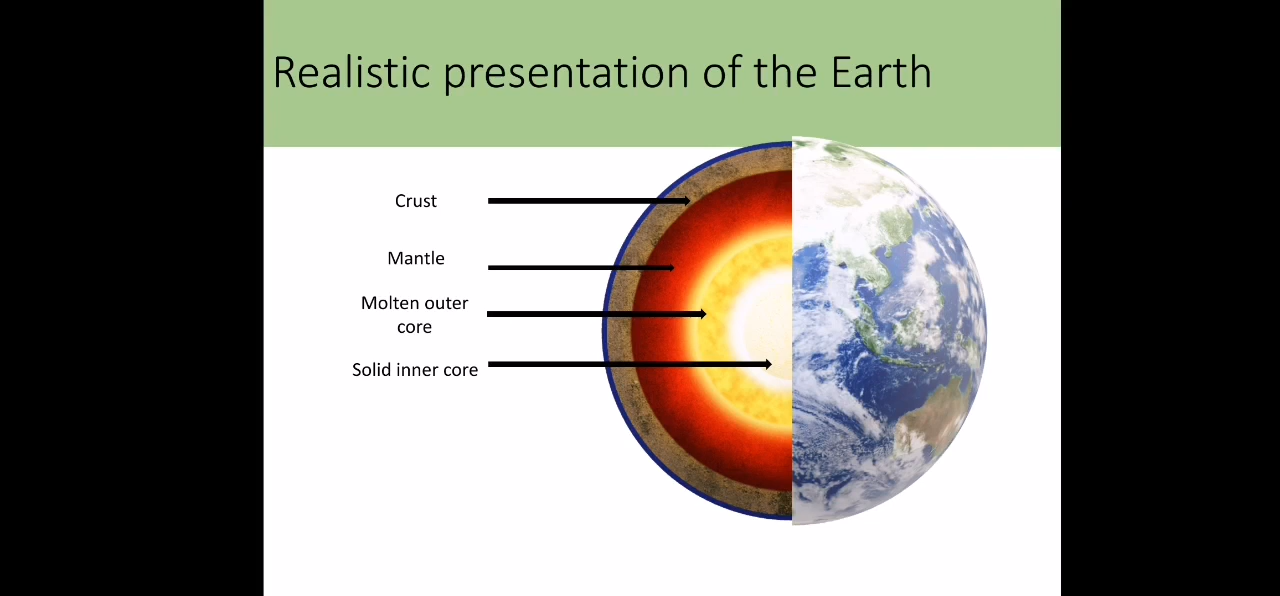 Realistic presentation of the Earth
Crust
Mantle
Molten outer
core
Solid inner core